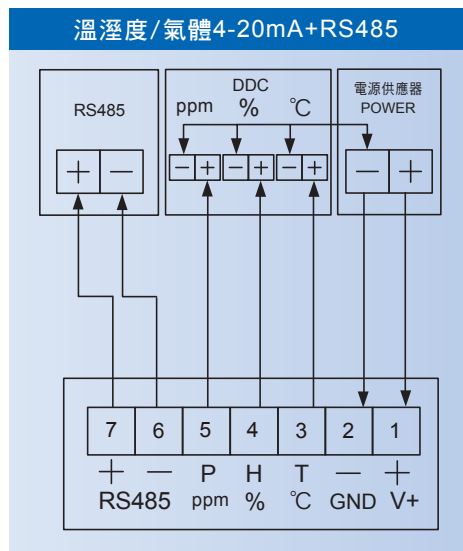 溫溼度/氣體4-20mA+RS485
RS485
DDC
ppm % ℃
電源供應器
POWER
+ −
− + − + − +
− +
7 6 5 4 3 2 1
+ − P H T − +
RS485 ppm % ℃ GND V+